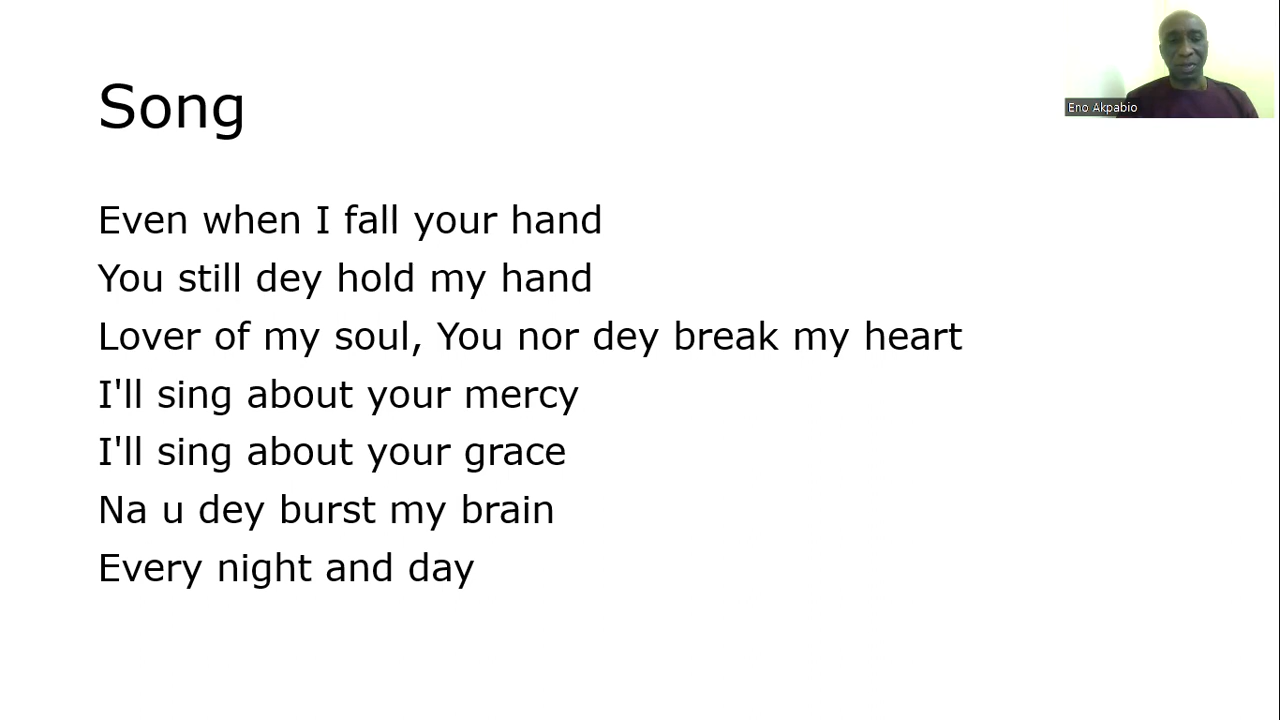 Song
Eno Akpabio
Even when I fall your hand
You still dey hold my hand
Lover of my soul, You nor dey break my heart
I'll sing about your mercy
I'll sing about your grace
Na u dey burst my brain
Every night and day